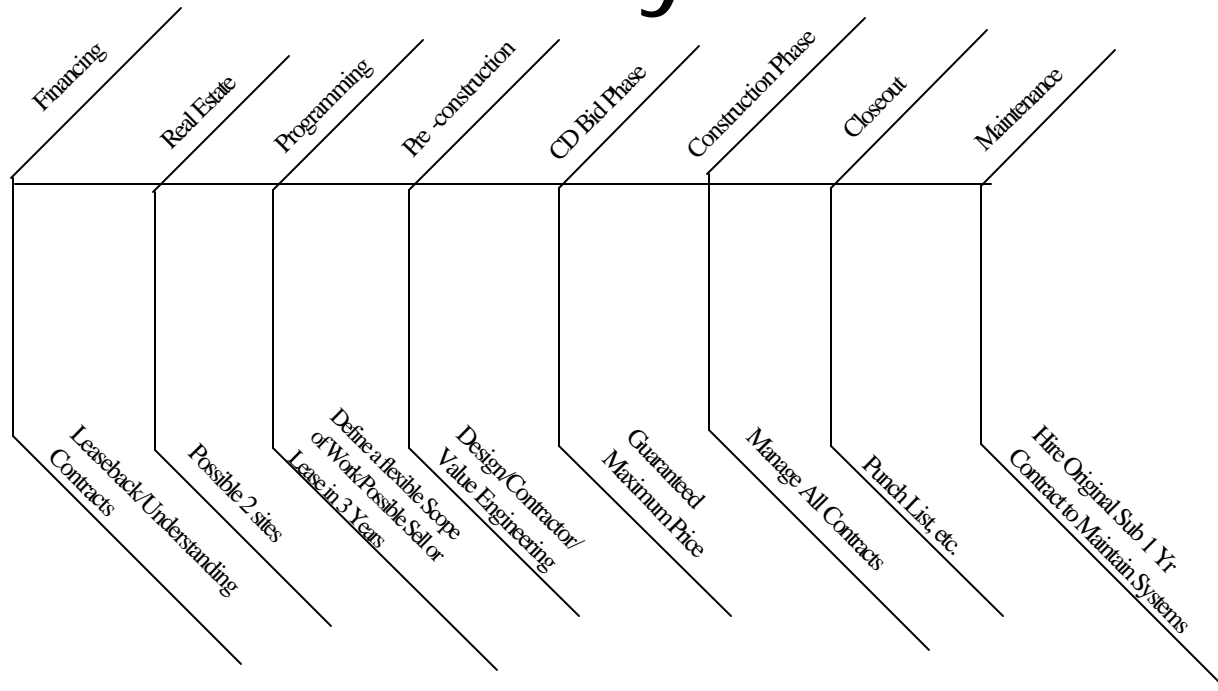 Financing
Real Estate
Programming
Pre -construction
CD Bid Phase
Construction Phase
Closeout
Maintenance
Leaseback/Understanding
Contracts
Possible 2 sites
Define a flexible Scope
of Work/Possible Sell or
Lease in 3 Years
Design/Contractor/
Value Engineering
Guaranteed
Maximum Price
Manage All Contracts
Punch List, etc.
Hire Original Sub 1 Yr
Contract to Maintain Systems